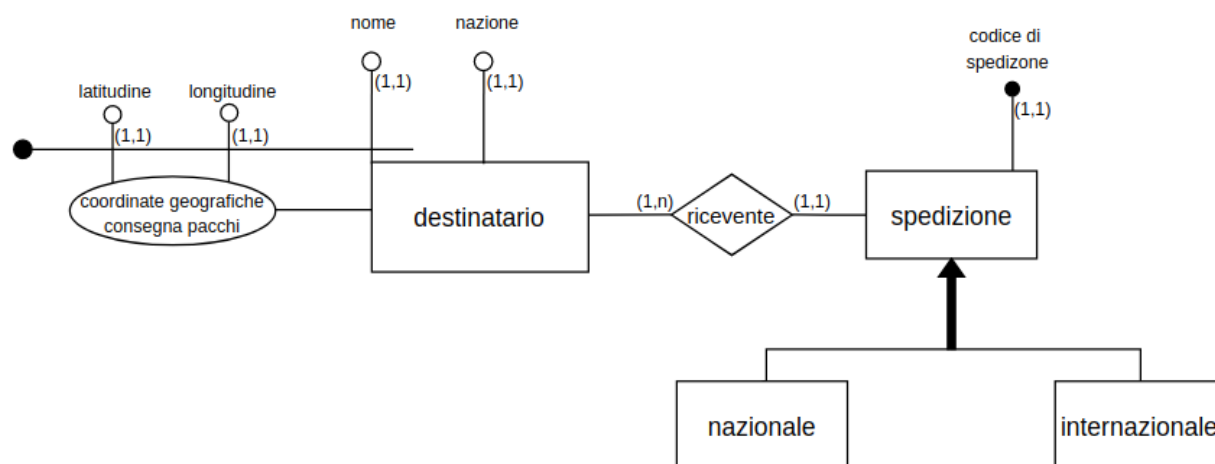 nome
nazione
codice di
spedizone
latitudine
longitudine
(1,1)
(1,1)
(1,1)
(1,1)
(1,1)
coordinate geografiche
consegna pacchi
destinatario
(1,n)
ricevente
(1,1)
spedizione
nazionale
internazionale